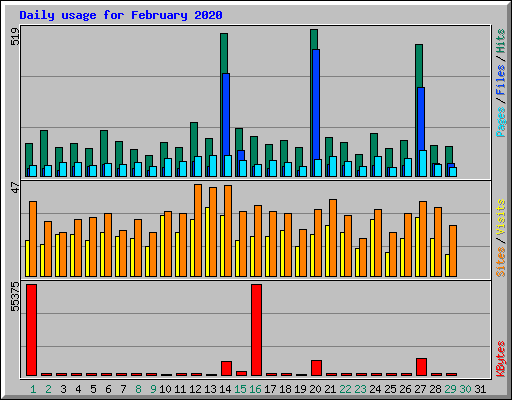 Daily usage for February 2020
519
Pages / Files / Hits
47
Sites / Visits
55375
KBytes
1 2 3 4 5 6 7 8 9 10 11 12 13 14 15 16 17 18 19 20 21 22 23 24 25 26 27 28 29 30 31